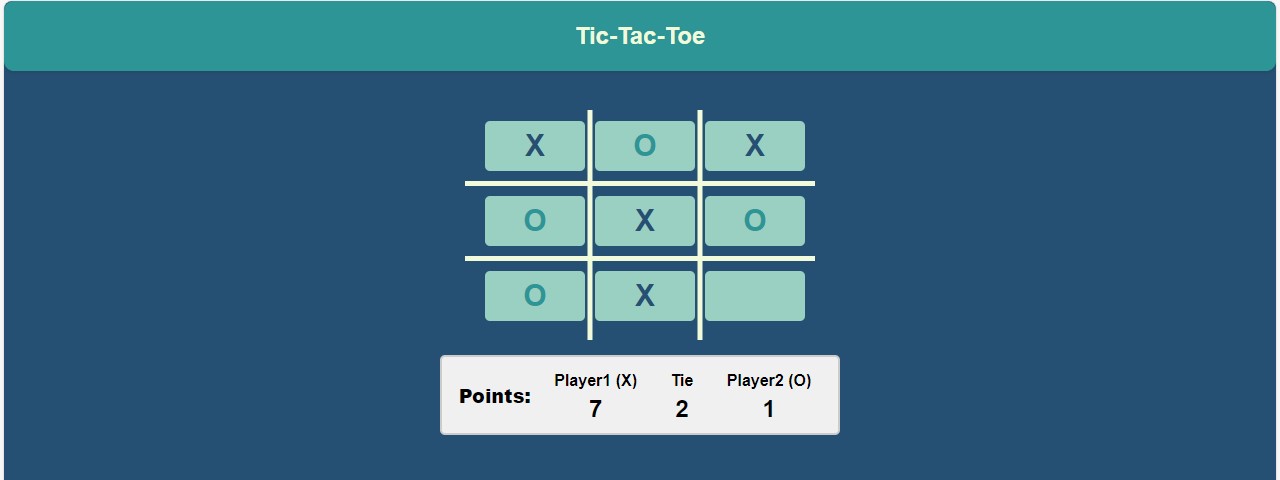 Tic-Tac-Toe
X O X
O X O
O X
Player1 (X) Tie Player2 (O)
Points:
7 2 1